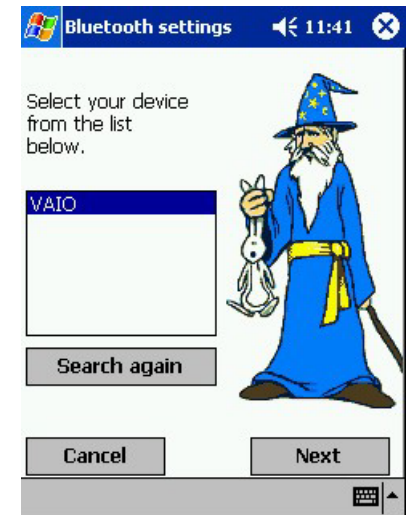 Bluetooth settings 11:41
Select your device
from the list
below.
VAIO
Search again
Cancel Next